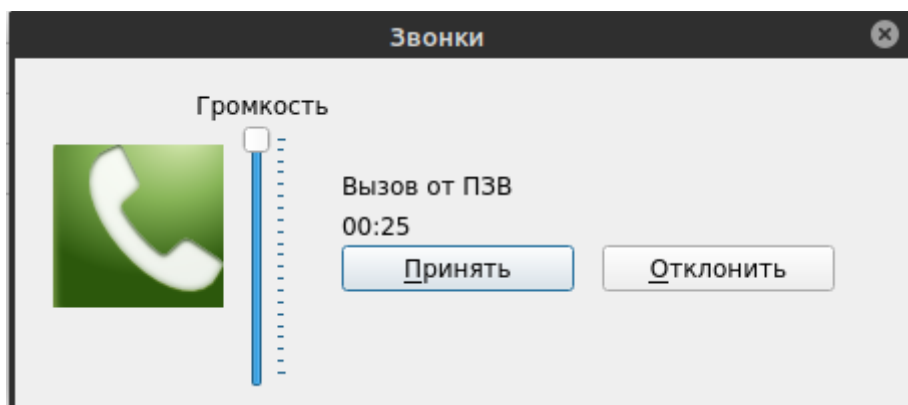 Звонки
Громкость
Вызов от ПЗВ
00:25
Принять Отклонить